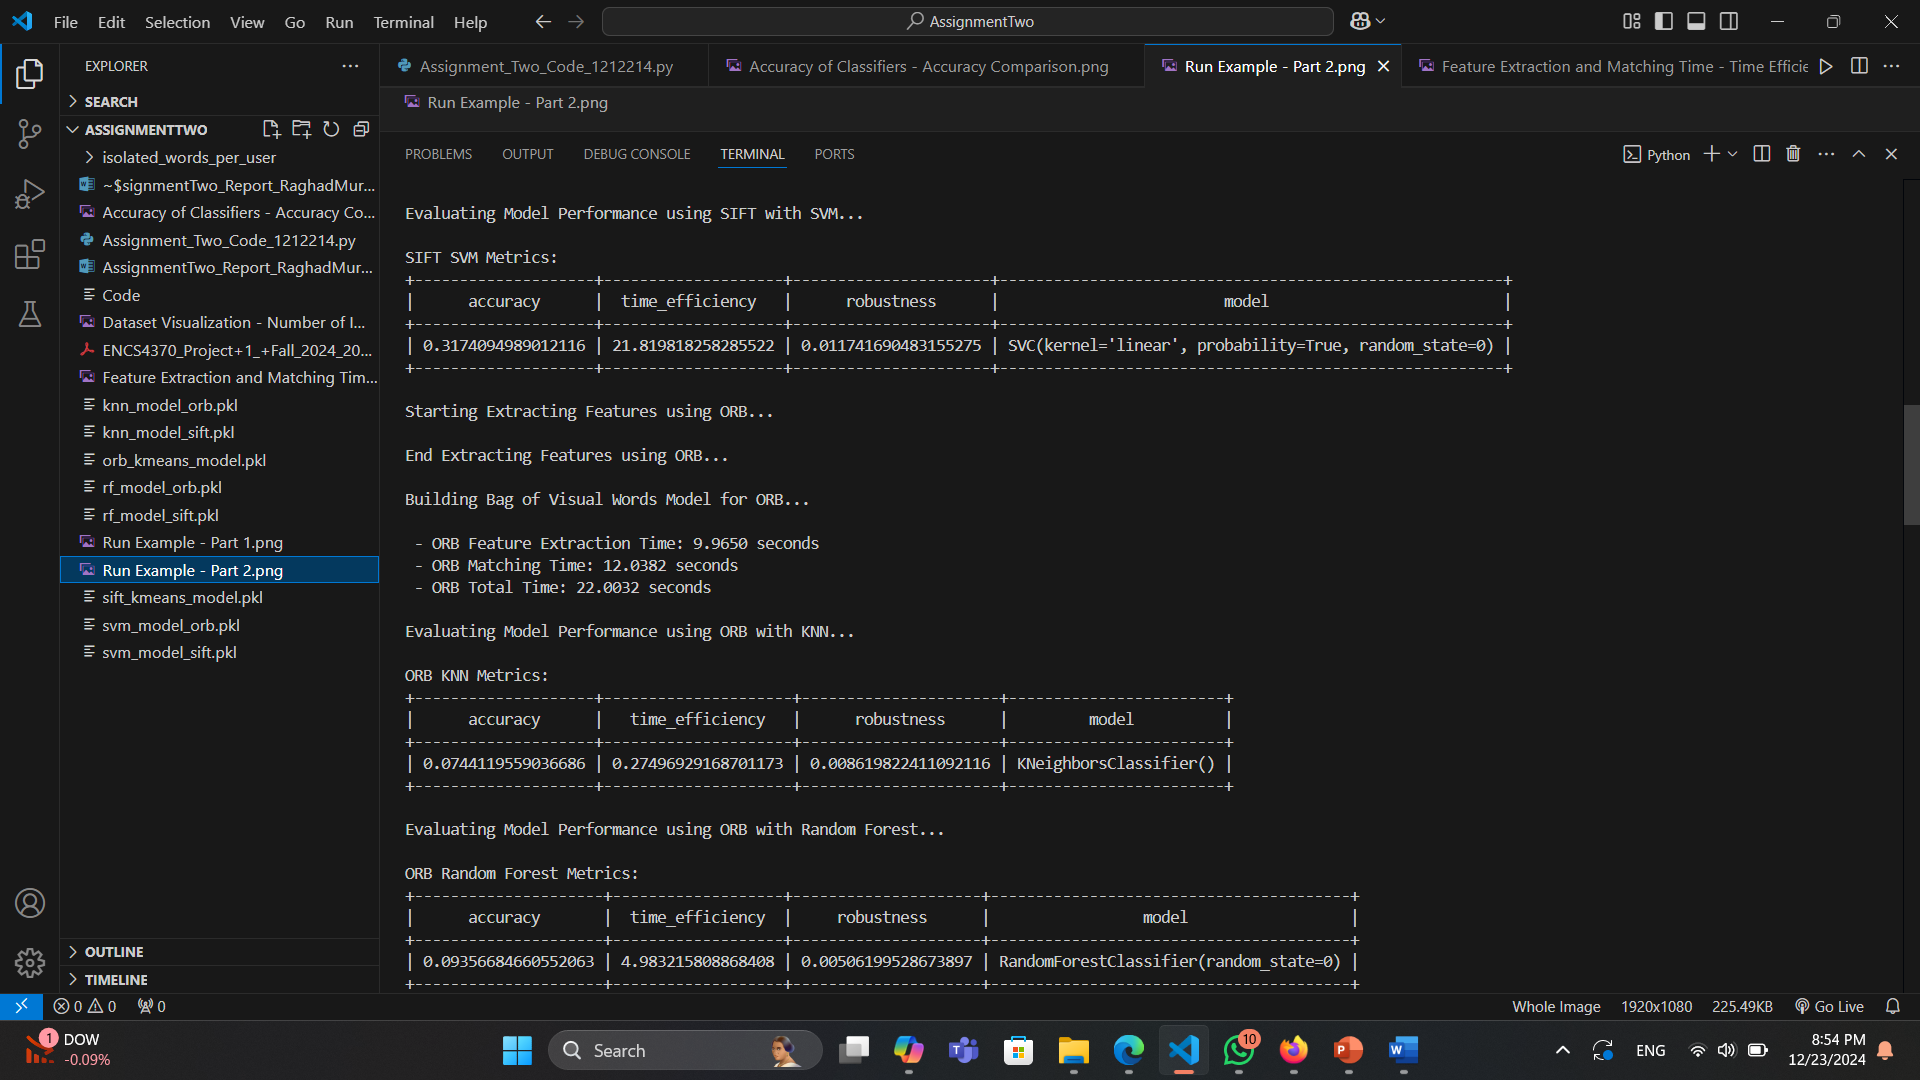 File Edit Selection View Go Run Terminal Help
AssignmentTwo
EXPLORER
Assignment_Two_Code_1212214.py
Accuracy of Classifiers - Accuracy Comparison.png
Run Example - Part 2.png
Feature Extraction and Matching Time - Time Efficie
SEARCH
Run Example - Part 2.png
ASSIGNMENTTWO
isolated_words_per_user
~$signmentTwo_Report_RaghadMur...
Accuracy of Classifiers - Accuracy Co...
Assignment_Two_Code_1212214.py
AssignmentTwo_Report_RaghadMur...
Code
Dataset Visualization - Number of I...
ENCS4370_Project+1_+Fall_2024_20...
Feature Extraction and Matching Tim...
knn_model_orb.pkl
knn_model_sift.pkl
orb_kmeans_model.pkl
rf_model_orb.pkl
rf_model_sift.pkl
Run Example - Part 1.png
Run Example - Part 2.png
sift_kmeans_model.pkl
svm_model_orb.pkl
svm_model_sift.pkl
OUTLINE
TIMELINE
PROBLEMS OUTPUT DEBUG CONSOLE TERMINAL PORTS
Python
Evaluating Model Performance using SIFT with SVM...
SIFT SVM Metrics:
+--------------------+--------------------+----------------------+--------------------------------------------------------+
| accuracy | time_efficiency | robustness | model |
+--------------------+--------------------+----------------------+--------------------------------------------------------+
| 0.3174094989012116 | 21.819818258285522 | 0.011741690483155275 | SVC(kernel='linear', probability=True, random_state=0) |
+--------------------+--------------------+----------------------+--------------------------------------------------------+
Starting Extracting Features using ORB...
End Extracting Features using ORB...
Building Bag of Visual Words Model for ORB...
- ORB Feature Extraction Time: 9.9650 seconds
- ORB Matching Time: 12.0382 seconds
- ORB Total Time: 22.0032 seconds
Evaluating Model Performance using ORB with KNN...
ORB KNN Metrics:
+--------------------+---------------------+----------------------+------------------------+
| accuracy | time_efficiency | robustness | model |
+--------------------+---------------------+----------------------+------------------------+
| 0.0744119559036686 | 0.27496929168701173 | 0.008619822411092116 | KNeighborsClassifier() |
+--------------------+---------------------+----------------------+------------------------+
Evaluating Model Performance using ORB with Random Forest...
ORB Random Forest Metrics:
+---------------------+-------------------+---------------------+----------------------------------------+
| accuracy | time_efficiency | robustness | model |
+---------------------+-------------------+---------------------+----------------------------------------+
| 0.09356684660552063 | 4.983215808868408 | 0.00506199528673897 | RandomForestClassifier(random_state=0) |
+---------------------+-------------------+---------------------+----------------------------------------+
0 0 0
Whole Image 1920x1080 225.49KB Go Live
1 DOW
-0.09%
Search
10
ENG
8:54 PM
12/23/2024